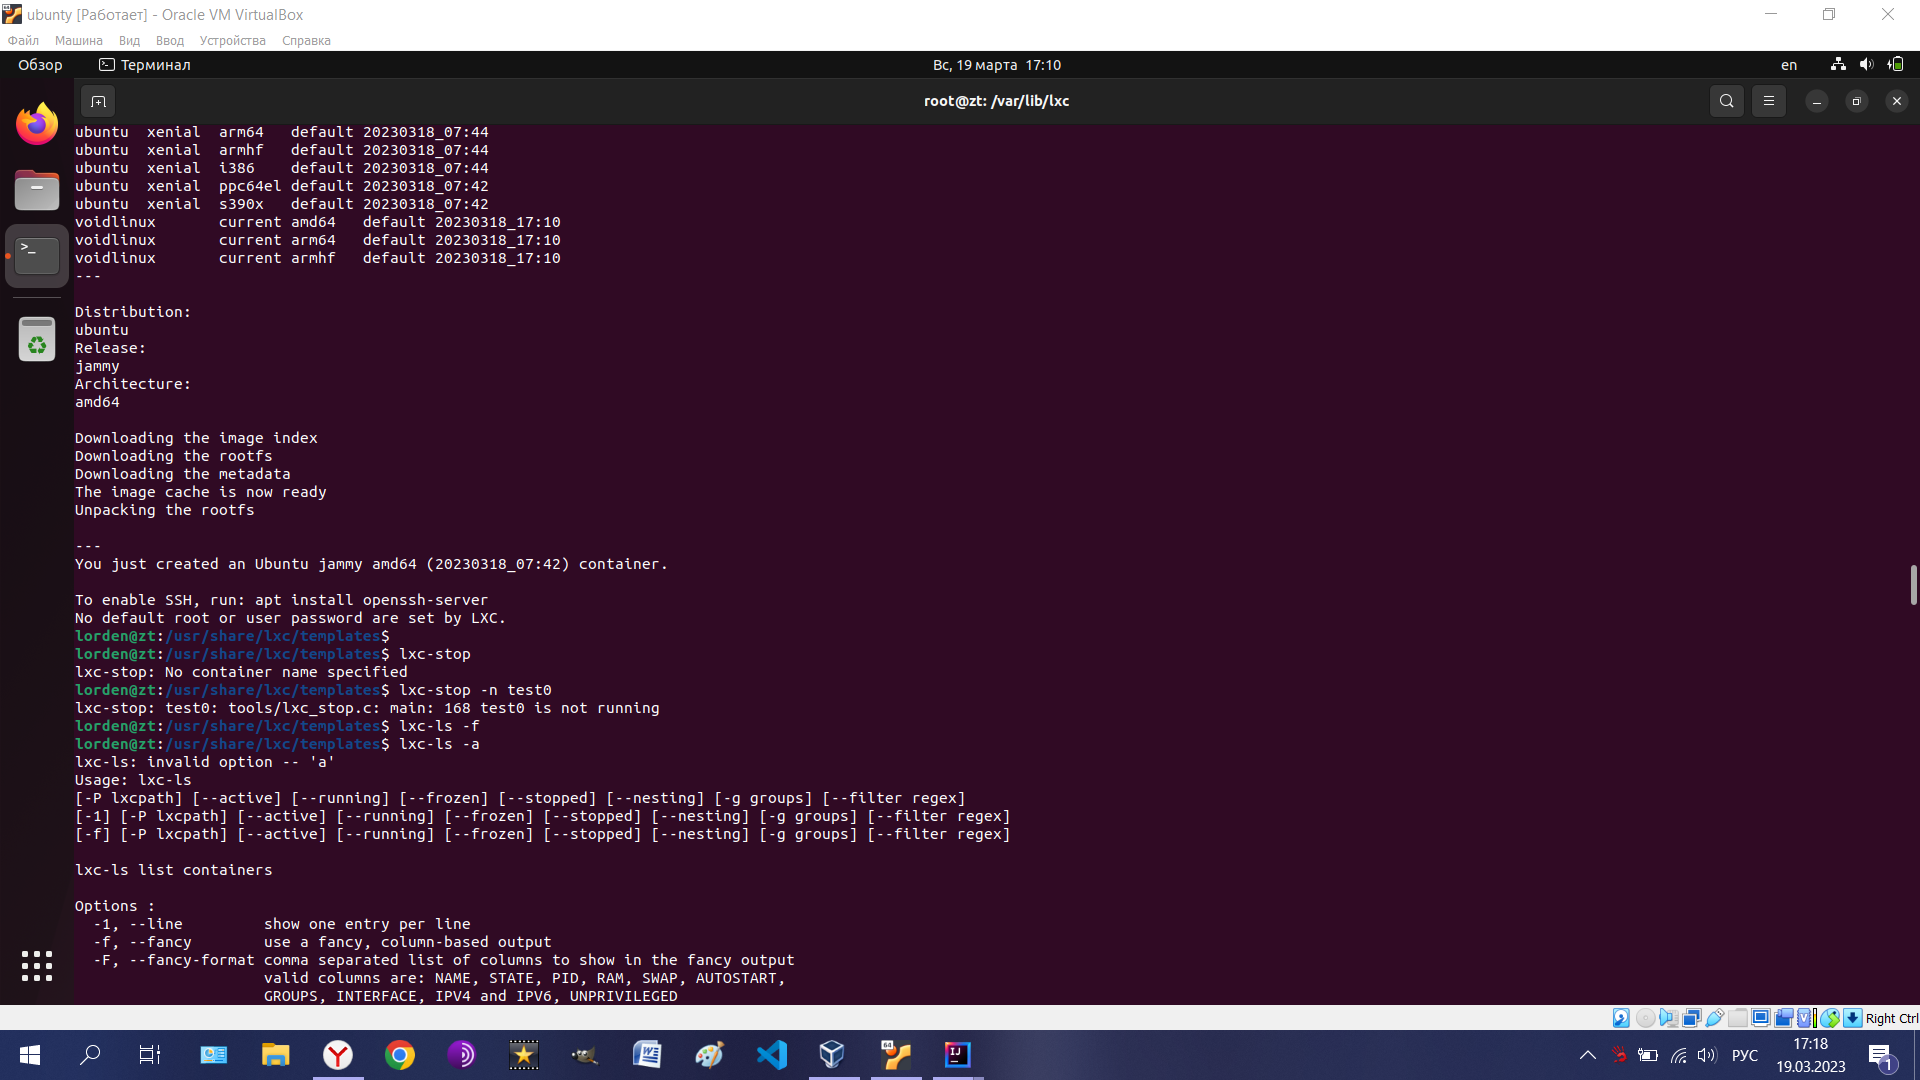 ubunty [Работает] - Oracle VM VirtualBox
Файл Машина Вид Ввод Устройства Справка
Обзор Терминал Вс, 19 марта 17:10 en
root@zt: /var/lib/lxc
ubuntu xenial arm64 default 20230318_07:44
ubuntu xenial armhf default 20230318_07:44
ubuntu xenial i386 default 20230318_07:44
ubuntu xenial ppc64el default 20230318_07:42
ubuntu xenial s390x default 20230318_07:42
voidlinux current amd64 default 20230318_17:10
voidlinux current arm64 default 20230318_17:10
voidlinux current armhf default 20230318_17:10
---
Distribution:
ubuntu
Release:
jammy
Architecture:
amd64
Downloading the image index
Downloading the rootfs
Downloading the metadata
The image cache is now ready
Unpacking the rootfs
---
You just created an Ubuntu jammy amd64 (20230318_07:42) container.
To enable SSH, run: apt install openssh-server
No default root or user password are set by LXC.
lorden@zt:/usr/share/lxc/templates$
lorden@zt:/usr/share/lxc/templates$ lxc-stop
lxc-stop: No container name specified
lorden@zt:/usr/share/lxc/templates$ lxc-stop -n test0
lxc-stop: test0: tools/lxc_stop.c: main: 168 test0 is not running
lorden@zt:/usr/share/lxc/templates$ lxc-ls -f
lorden@zt:/usr/share/lxc/templates$ lxc-ls -a
lxc-ls: invalid option -- 'a'
Usage: lxc-ls
[-P lxcpath] [--active] [--running] [--frozen] [--stopped] [--nesting] [-g groups] [--filter regex]
[-1] [-P lxcpath] [--active] [--running] [--frozen] [--stopped] [--nesting] [-g groups] [--filter regex]
[-f] [-P lxcpath] [--active] [--running] [--frozen] [--stopped] [--nesting] [-g groups] [--filter regex]
lxc-ls list containers
Options :
-1, --line show one entry per line
-f, --fancy use a fancy, column-based output
-F, --fancy-format comma separated list of columns to show in the fancy output
valid columns are: NAME, STATE, PID, RAM, SWAP, AUTOSTART,
GROUPS, INTERFACE, IPV4 and IPV6, UNPRIVILEGED
Right Ctrl
64
IJ
РУС
17:18
19.03.2023
1